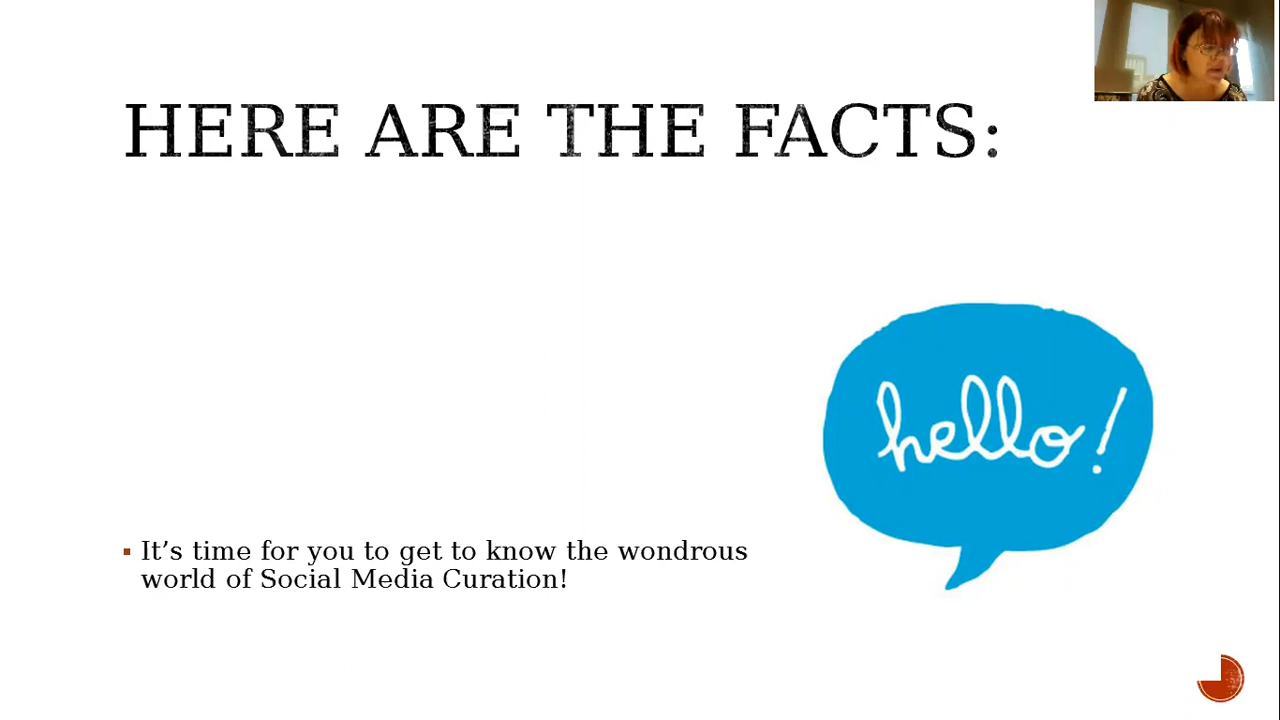 HERE ARE THE FACTS:
hello!
It’s time for you to get to know the wondrous
world of Social Media Curation!